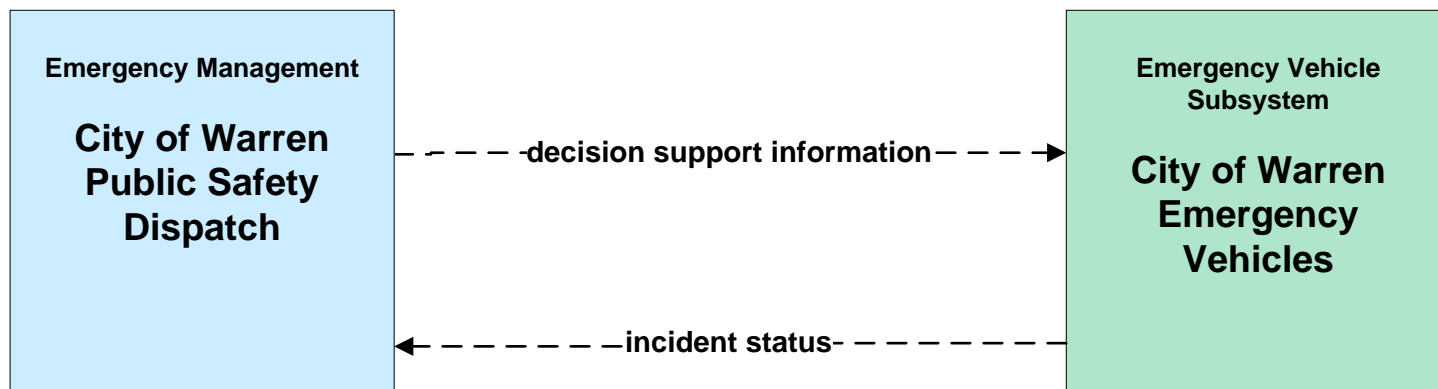 Emergency Management
City of Warren
Public Safety
Dispatch
decision support information
incident status
Emergency Vehicle
Subsystem
City of Warren
Emergency
Vehicles